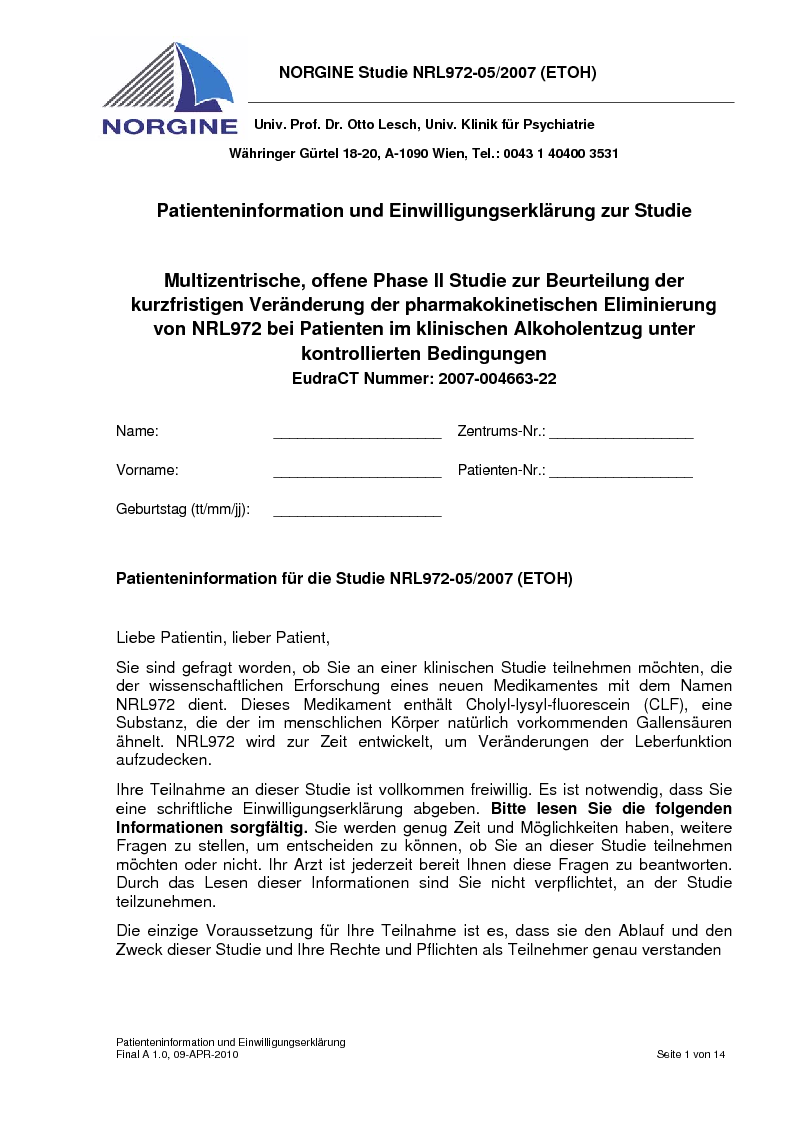 NORGINE Studie NRL972-05/2007 (ETOH)
NORGINE
Univ. Prof. Dr. Otto Lesch, Univ. Klinik für Psychiatrie
Währinger Gürtel 18-20, A-1090 Wien, Tel.: 0043 1 40400 3531
Patienteninformation und Einwilligungserklärung zur Studie
Multizentrische, offene Phase II Studie zur Beurteilung der
kurzfristigen Veränderung der pharmakokinetischen Eliminierung
von NRL972 bei Patienten im klinischen Alkoholentzug unter
kontrollierten Bedingungen
EudraCT Nummer: 2007-004663-22
Name: _____________________ Zentrums-Nr.: __________________
Vorname: _____________________ Patienten-Nr.: __________________
Geburtstag (tt/mm/jj): _____________________
Patienteninformation für die Studie NRL972-05/2007 (ETOH)
Liebe Patientin, lieber Patient,
Sie sind gefragt worden, ob Sie an einer klinischen Studie teilnehmen möchten, die
der wissenschaftlichen Erforschung eines neuen Medikamentes mit dem Namen
NRL972 dient. Dieses Medikament enthält Cholyl-lysyl-fluorescein (CLF), eine
Substanz, die der im menschlichen Körper natürlich vorkommenden Gallensäuren
ähnelt. NRL972 wird zur Zeit entwickelt, um Veränderungen der Leberfunktion
aufzudecken.
Ihre Teilnahme an dieser Studie ist vollkommen freiwillig. Es ist notwendig, dass Sie
eine schriftliche Einwilligungserklärung abgeben. Bitte lesen Sie die folgenden
Informationen sorgfältig. Sie werden genug Zeit und Möglichkeiten haben, weitere
Fragen zu stellen, um entscheiden zu können, ob Sie an dieser Studie teilnehmen
möchten oder nicht. Ihr Arzt ist jederzeit bereit Ihnen diese Fragen zu beantworten.
Durch das Lesen dieser Informationen sind Sie nicht verpflichtet, an der Studie
teilzunehmen.
Die einzige Voraussetzung für Ihre Teilnahme ist es, dass sie den Ablauf und den
Zweck dieser Studie und Ihre Rechte und Pflichten als Teilnehmer genau verstanden
Patienteninformation und Einwilligungserklärung
Final A 1.0, 09-APR-2010 Seite 1 von 14